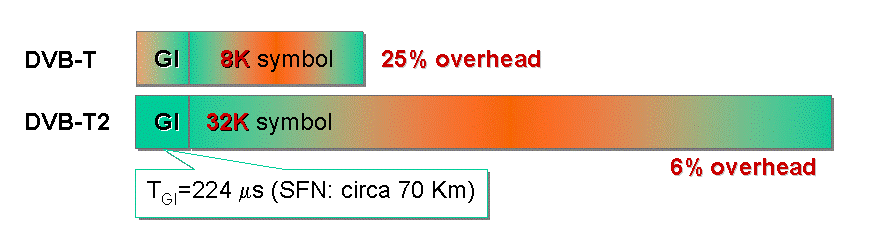 DVB-T GI 8K symbol 25% overhead
DVB-T2 GI 32K symbol
6% overhead
TGI=224 μs (SFN: circa 70 Km)